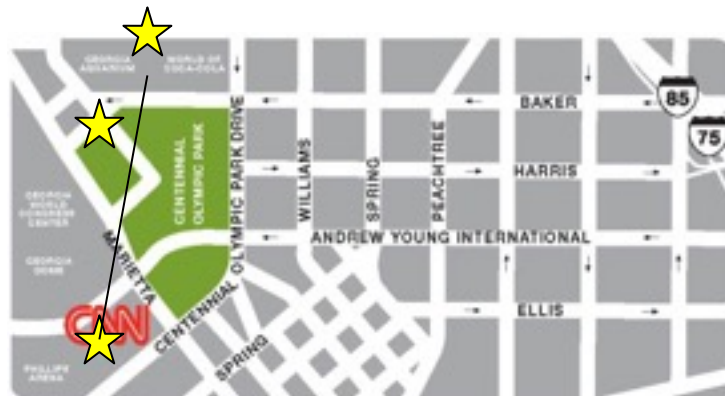 GEORGIA
AQUARIUM
WORLD OF
COCA-COLA
BAKER
85
75
CENTENNIAL
OLYMPIC PARK
CENTENNIAL OLYMPIC PARK DRIVE
WILLIAMS
SPRING
PEACHTREE
HARRIS
GEORGIA
WORLD
CONGRESS
CENTER
MARIETTA
ANDREW YOUNG INTERNATIONAL
GEORGIA
DOME
CNN
ELLIS
SPRING
PHILLIPS
ARENA